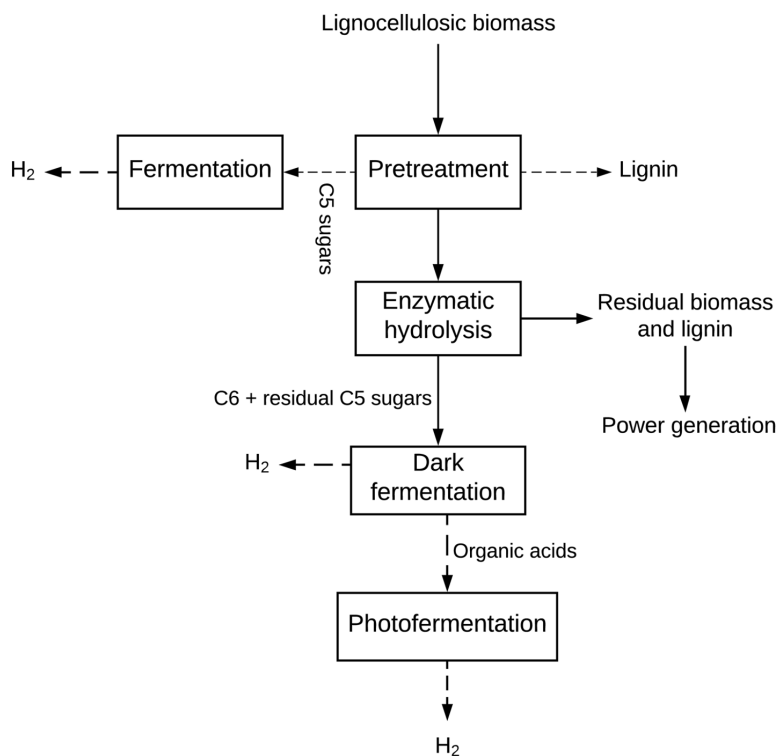 Lignocellulosic biomass
H₂
Fermentation
Pretreatment
Lignin
C5 sugars
Enzymatic
hydrolysis
Residual biomass
and lignin
C6 + residual C5 sugars
Power generation
H₂
Dark
fermentation
Organic acids
Photofermentation
H₂